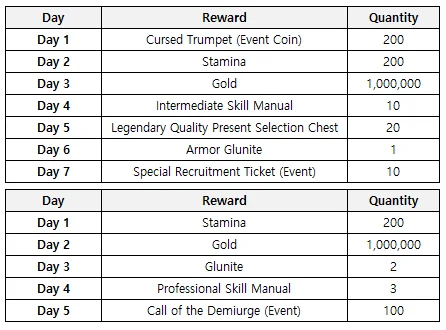 Day Reward Quantity
Day 1 Cursed Trumpet (Event Coin) 200
Day 2 Stamina 200
Day 3 Gold 1,000,000
Day 4 Intermediate Skill Manual 10
Day 5 Legendary Quality Present Selection Chest 20
Day 6 Armor Glunite 1
Day 7 Special Recruitment Ticket (Event) 10
Day Reward Quantity
Day 1 Stamina 200
Day 2 Gold 1,000,000
Day 3 Glunite 2
Day 4 Professional Skill Manual 3
Day 5 Call of the Demiurge (Event) 100